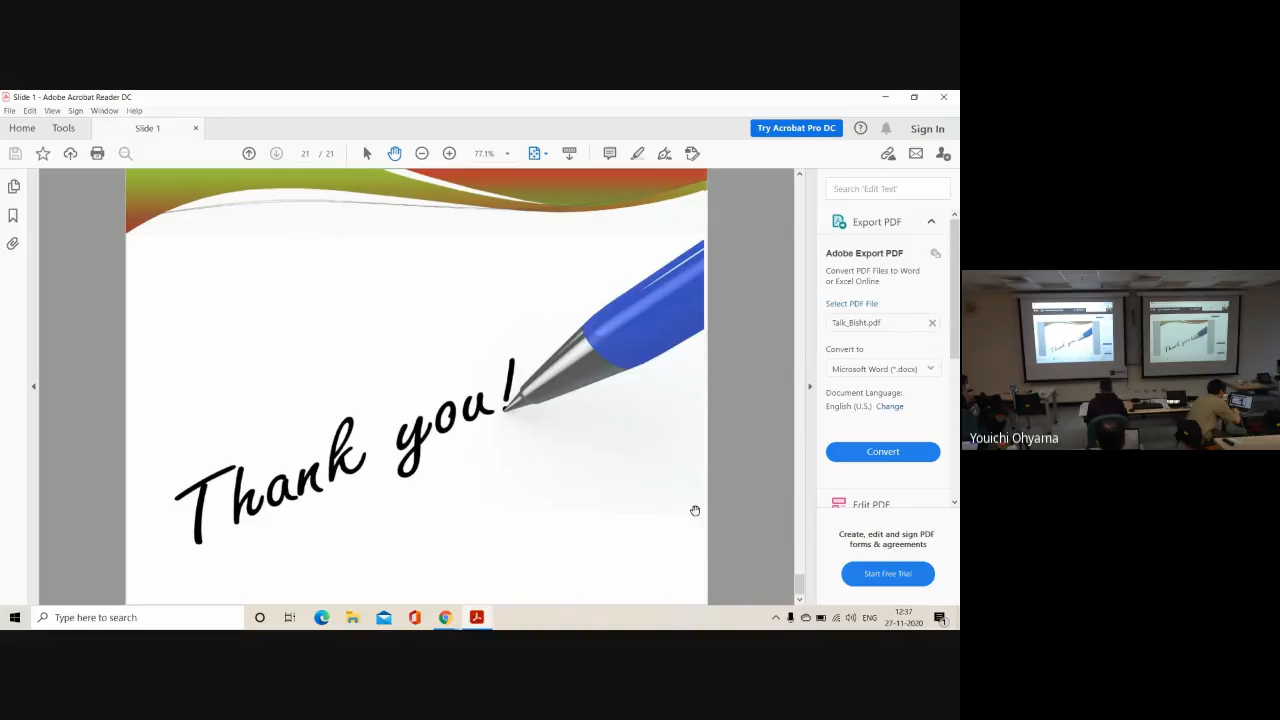 Slide 1 - Adobe Acrobat Reader DC
File Edit View Sign Window Help
Home Tools Slide 1 × Try Acrobat Pro DC Sign In
21 / 21 77.1%
Search 'Edit Text'
Export PDF
Adobe Export PDF
Convert PDF Files to Word
or Excel Online
Select PDF File
Talk_Bisht.pdf
Convert to
Microsoft Word (*.docx)
Document Language:
English (U.S.) Change
Convert
Edit PDF
Create, edit and sign PDF
forms & agreements
Start Free Trial
Thank you!
Youichi Ohyama
Type here to search
ENG
12:37
27-11-2020
1